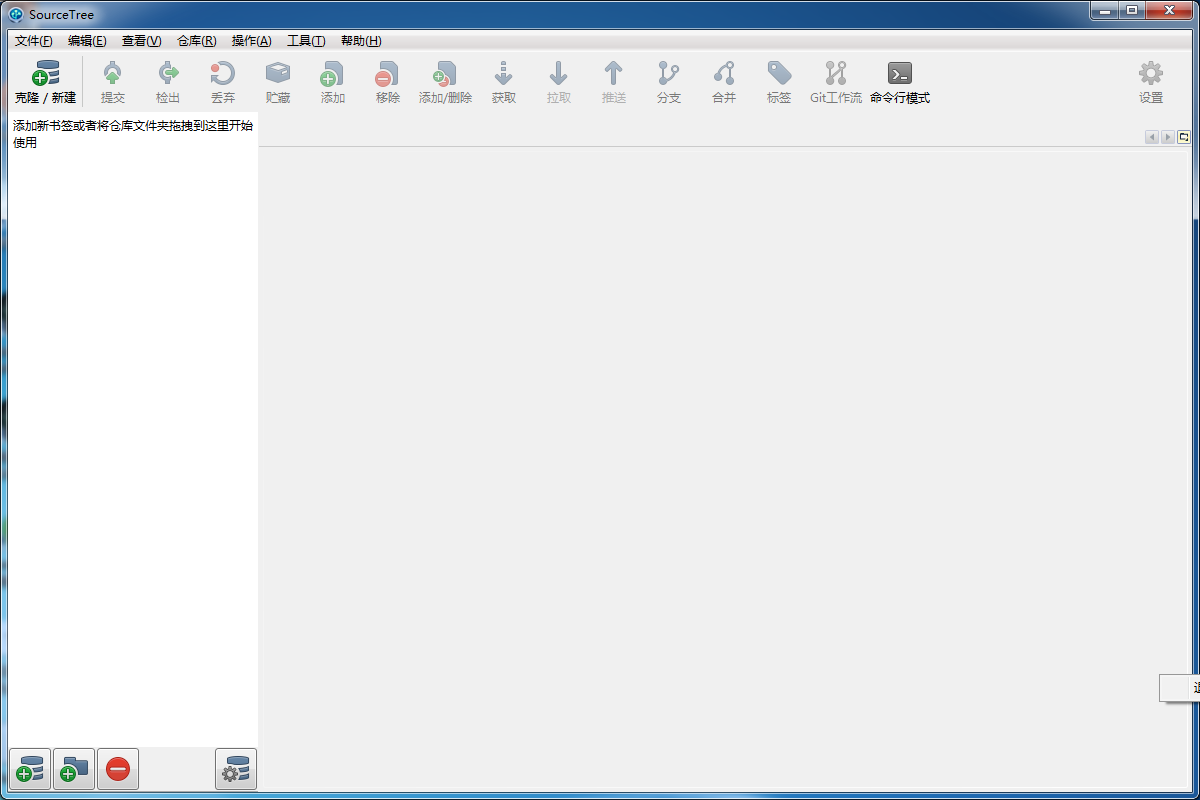 SourceTree
文件(F) 编辑(E) 查看(V) 仓库(R) 操作(A) 工具(T) 帮助(H)
克隆 / 新建 提交 检出 丢弃 贮藏 添加 移除 添加/删除 获取 拉取 推送 分支 合并 标签 Git工作流 命令行模式 设置
添加新书签或者将仓库文件夹拖拽到这里开始
使用